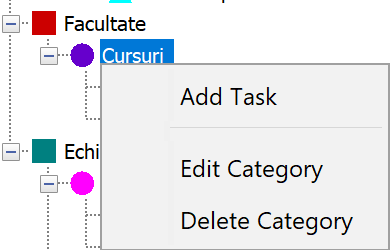 Facultate
Cursuri
Add Task
Edit Category
Delete Category